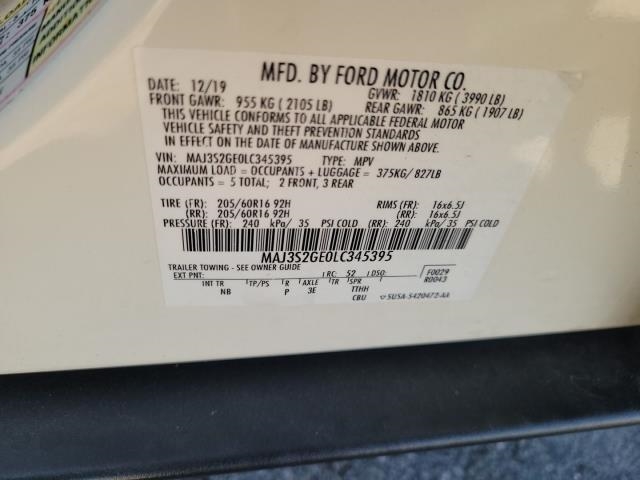 375
INFORMATION
MFD. BY FORD MOTOR CO.
DATE: 12/19
GVWR: 1810 KG ( 3990 LB)
FRONT GAWR: 955 KG ( 2105 LB)
REAR GAWR: 865 KG ( 1907 LB)
THIS VEHICLE CONFORMS TO ALL APPLICABLE FEDERAL MOTOR
VEHICLE SAFETY AND THEFT PREVENTION STANDARDS
IN EFFECT ON THE DATE OF MANUFACTURE SHOWN ABOVE.
VIN: MAJ3S2GE0LC345395 TYPE: MPV
MAXIMUM LOAD = OCCUPANTS + LUGGAGE = 375KG/ 827LB
OCCUPANTS = 5 TOTAL; 2 FRONT, 3 REAR
TIRE (FR): 205/60R16 92H RIMS (FR): 16x6.5J
(RR): 205/60R16 92H (RR): 16x6.5J
PRESSURE (FR): 240 kPa/ 35 PSI COLD (RR): 240 kPa/ 35 PSI COLD
MAJ3S2GE0LC345395
TRAILER TOWING - SEE OWNER GUIDE
EXT PNT: RC: 52 DSO: F0029
R0043
INT TR TP/PS R AXLE TR SPR
NB P 3E TTHH
CBU 5USA-5420472-AA